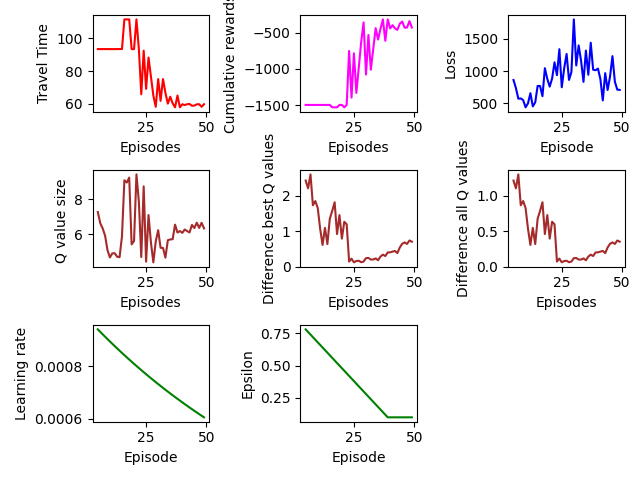 Travel Time
100
80
60
25
50
Episodes
Cumulative rewards
−500
−1000
−1500
25
50
Episodes
Loss
1500
1000
500
25
50
Episode
Q value size
8
6
25
50
Episodes
Difference best Q values
2
1
0
25
50
Episodes
Difference all Q values
1.0
0.5
0.0
25
50
Episodes
Learning rate
0.0008
0.0006
25
50
Episode
Epsilon
0.75
0.50
0.25
25
50
Episode